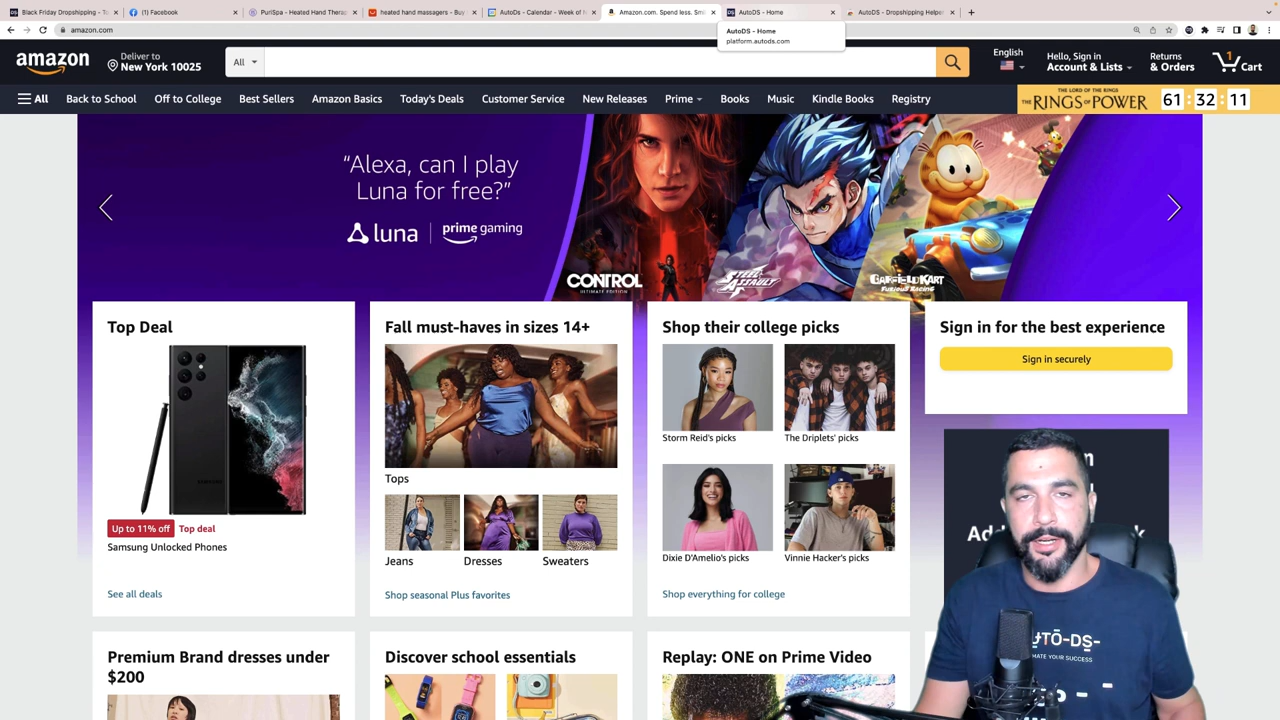 Black Friday Dropshipping - To
(1) Facebook
PuriSpa - Heated Hand Therap
heated hand massagers - Buy
AutoDs - Calendar - Week of
Amazon.com. Spend less. Smi
AutoDS - Home
AutoDS - Dropshipping Helper
AutoDS - Home
platform.autods.com
amazon.com
amazon
Deliver to
New York 10025
All
English
Hello, Sign in
Account & Lists
Returns
& Orders
1
Cart
All
Back to School
Off to College
Best Sellers
Amazon Basics
Today's Deals
Customer Service
New Releases
Prime
Books
Music
Kindle Books
Registry
THE LORD OF THE
RINGS OF POWER
61 : 32 : 11
“Alexa, can I play
Luna for free?”
luna | prime gaming
CONTROL
ULTIMATE EDITION
STEEL ASSAULT
GARFIELD KART
FURIOUS RACING
Top Deal
Up to 11% off Top deal
Samsung Unlocked Phones
See all deals
Fall must-haves in sizes 14+
Tops
Jeans
Dresses
Sweaters
Shop seasonal Plus favorites
Shop their college picks
Storm Reid's picks
The Driplets' picks
Dixie D'Amelio's picks
Vinnie Hacker's picks
Shop everything for college
Sign in for the best experience
Sign in securely
Premium Brand dresses under
$200
Discover school essentials
Replay: ONE on Prime Video